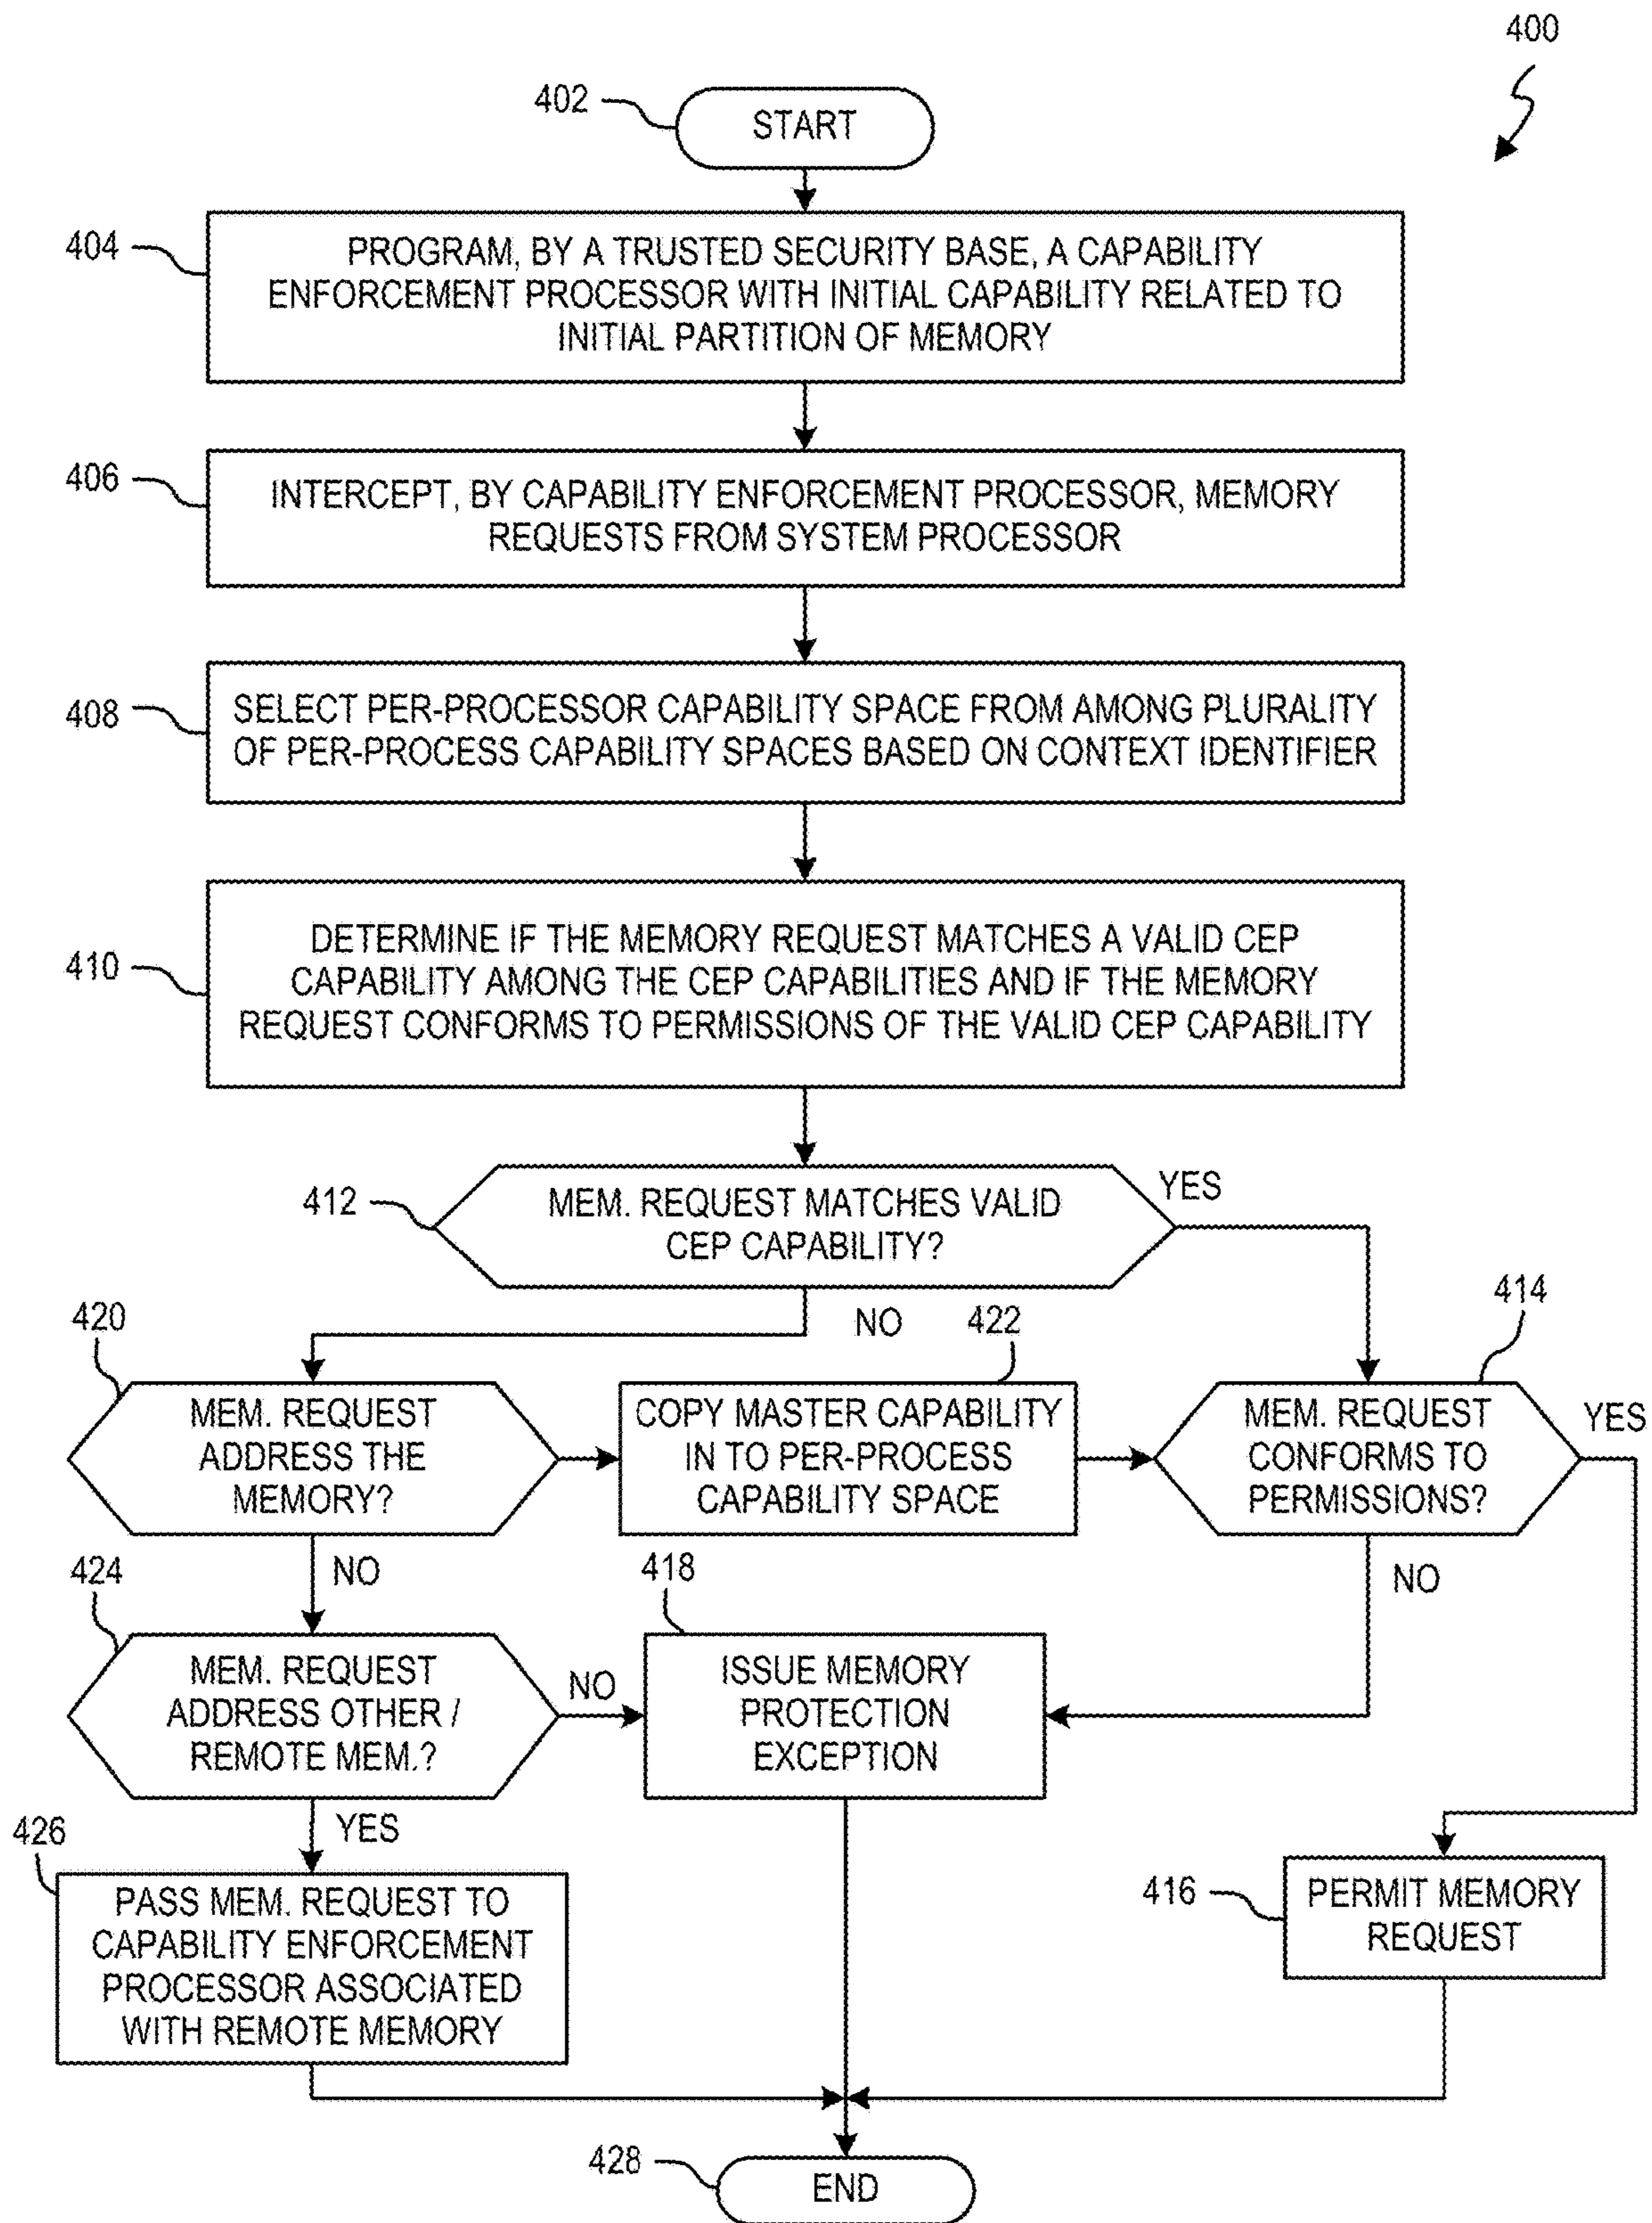 400
402
START
404
PROGRAM, BY A TRUSTED SECURITY BASE, A CAPABILITY
ENFORCEMENT PROCESSOR WITH INITIAL CAPABILITY RELATED TO
INITIAL PARTITION OF MEMORY
406
INTERCEPT, BY CAPABILITY ENFORCEMENT PROCESSOR, MEMORY
REQUESTS FROM SYSTEM PROCESSOR
408
SELECT PER-PROCESSOR CAPABILITY SPACE FROM AMONG PLURALITY
OF PER-PROCESS CAPABILITY SPACES BASED ON CONTEXT IDENTIFIER
410
DETERMINE IF THE MEMORY REQUEST MATCHES A VALID CEP
CAPABILITY AMONG THE CEP CAPABILITIES AND IF THE MEMORY
REQUEST CONFORMS TO PERMISSIONS OF THE VALID CEP CAPABILITY
412
MEM. REQUEST MATCHES VALID
CEP CAPABILITY?
YES
NO
420
MEM. REQUEST
ADDRESS THE
MEMORY?
422
COPY MASTER CAPABILITY
IN TO PER-PROCESS
CAPABILITY SPACE
414
MEM. REQUEST
CONFORMS TO
PERMISSIONS?
YES
NO
NO
424
MEM. REQUEST
ADDRESS OTHER /
REMOTE MEM.?
NO
418
ISSUE MEMORY
PROTECTION
EXCEPTION
YES
426
PASS MEM. REQUEST TO
CAPABILITY ENFORCEMENT
PROCESSOR ASSOCIATED
WITH REMOTE MEMORY
416
PERMIT MEMORY
REQUEST
428
END